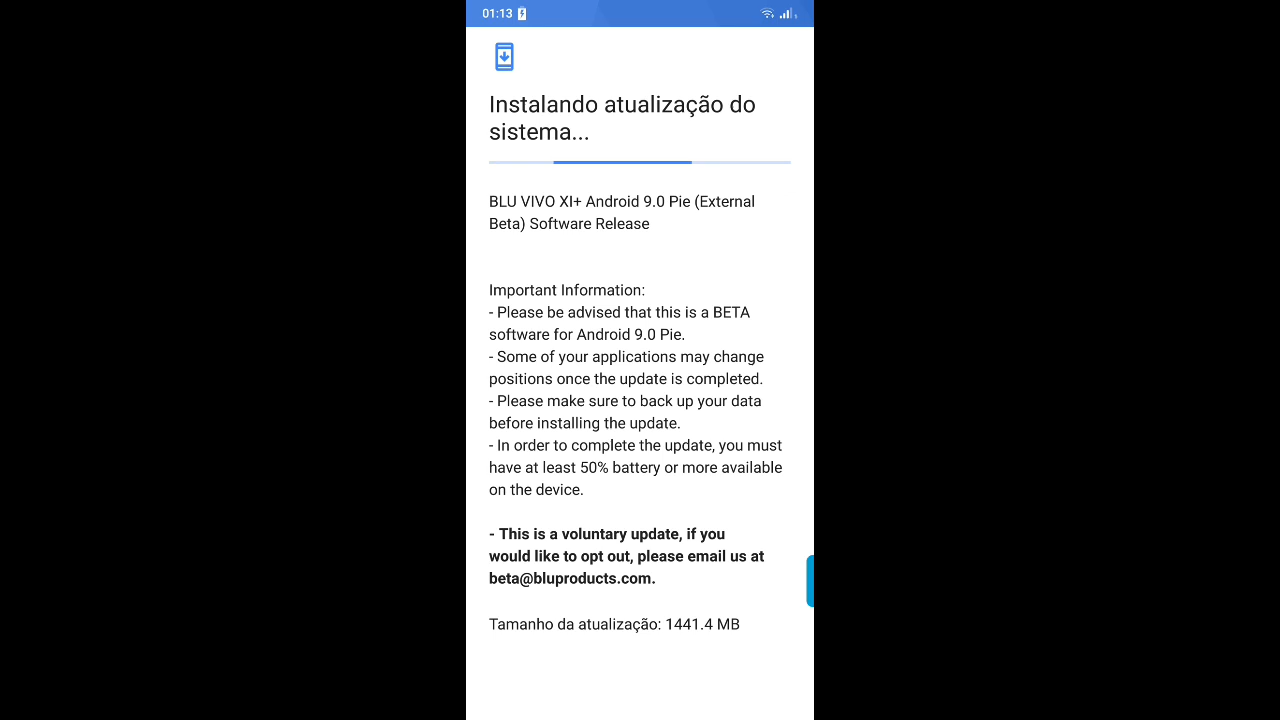 01:13
Instalando atualização do
sistema...
BLU VIVO XI+ Android 9.0 Pie (External
Beta) Software Release
Important Information:
- Please be advised that this is a BETA
software for Android 9.0 Pie.
- Some of your applications may change
positions once the update is completed.
- Please make sure to back up your data
before installing the update.
- In order to complete the update, you must
have at least 50% battery or more available
on the device.
- This is a voluntary update, if you
would like to opt out, please email us at
beta@bluproducts.com.
Tamanho da atualização: 1441.4 MB